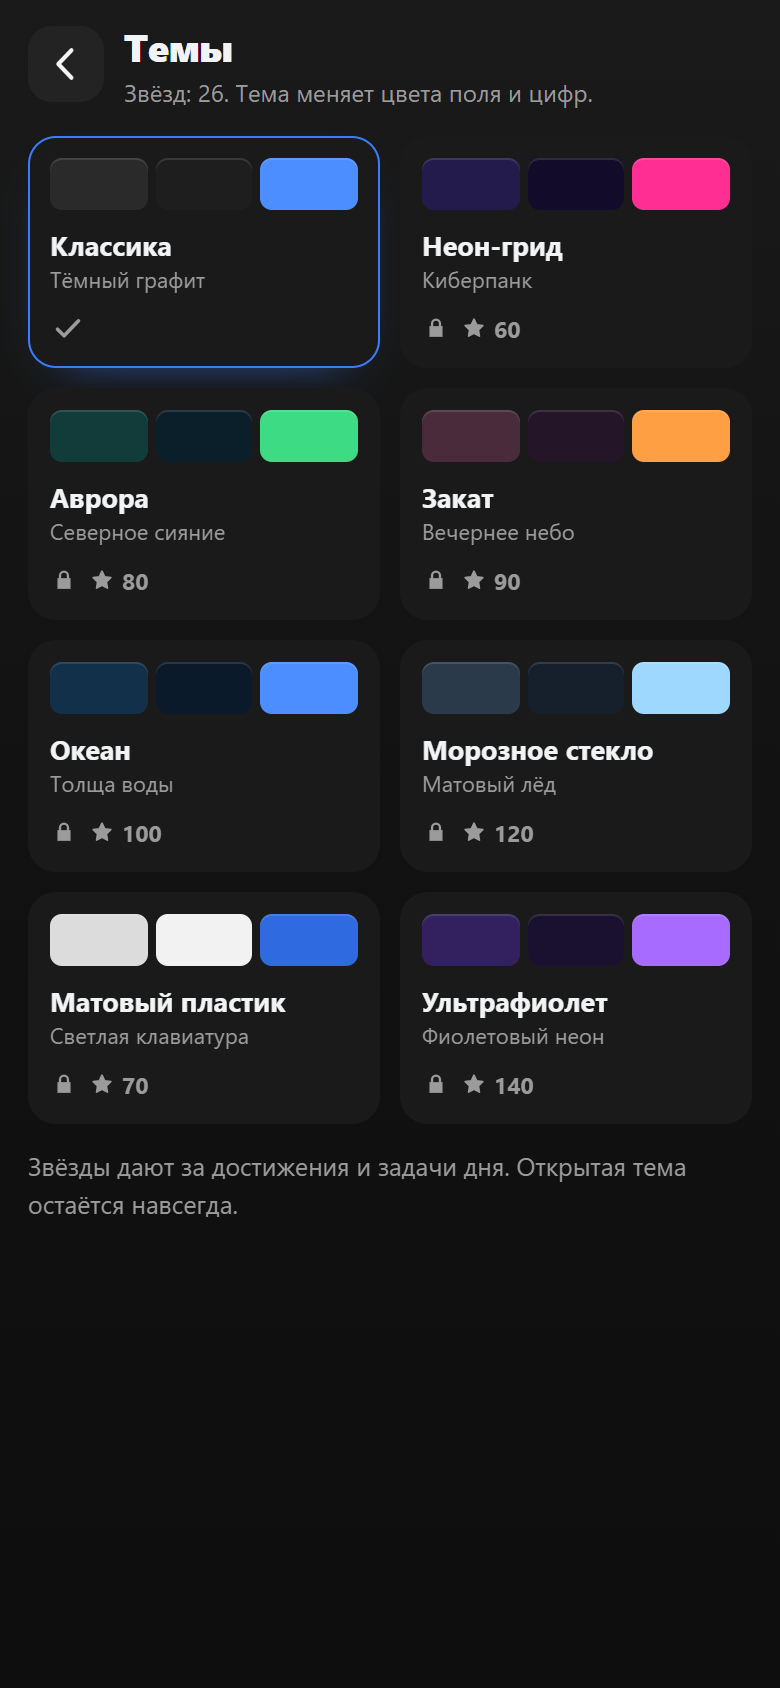 Темы
Звёзд: 26. Тема меняет цвета поля и цифр.
Классика
Тёмный графит
Неон-грид
Киберпанк
60
Аврора
Северное сияние
80
Закат
Вечернее небо
90
Океан
Толща воды
100
Морозное стекло
Матовый лёд
120
Матовый пластик
Светлая клавиатура
70
Ультрафиолет
Фиолетовый неон
140
Звёзды дают за достижения и задачи дня. Открытая тема
остаётся навсегда.